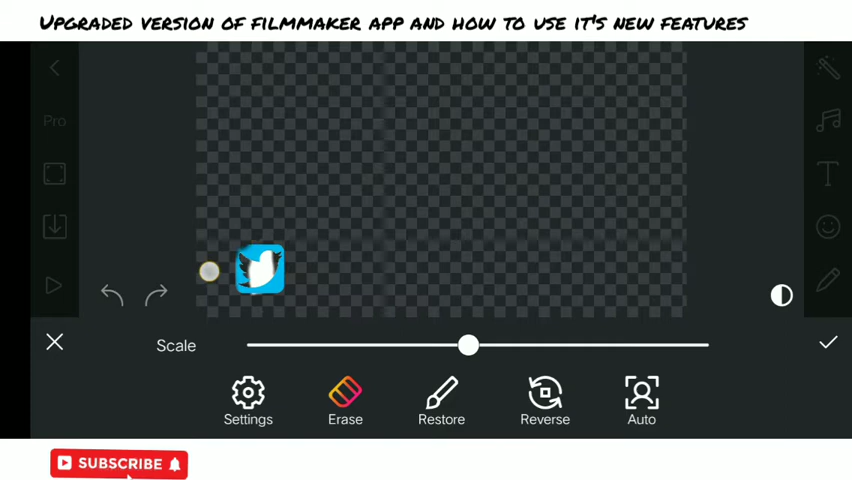 Upgraded version of filmmaker app and how to use it's new features
Pro
Scale
Settings
Erase
Restore
Reverse
Auto
T
SUBSCRIBE